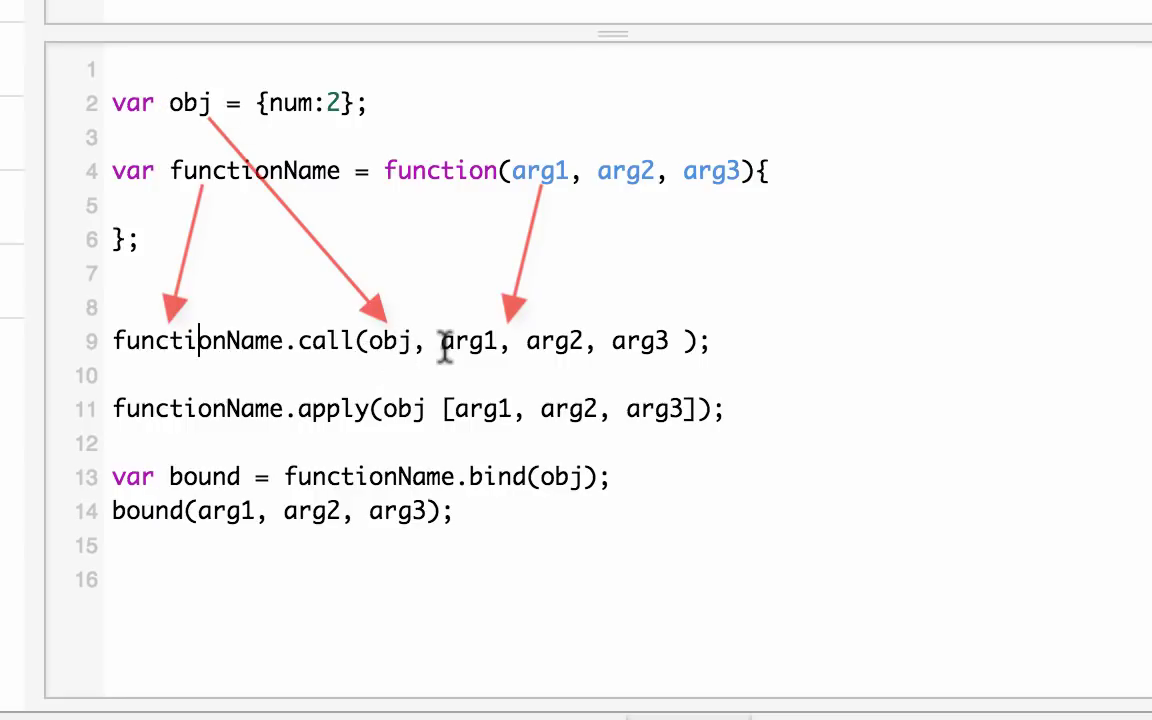 1
2 var obj = {num:2};
3
4 var functionName = function(arg1, arg2, arg3){
5
6 };
7
8
9 functionName.call(obj, arg1, arg2, arg3 );
10
11 functionName.apply(obj [arg1, arg2, arg3]);
12
13 var bound = functionName.bind(obj);
14 bound(arg1, arg2, arg3);
15
16